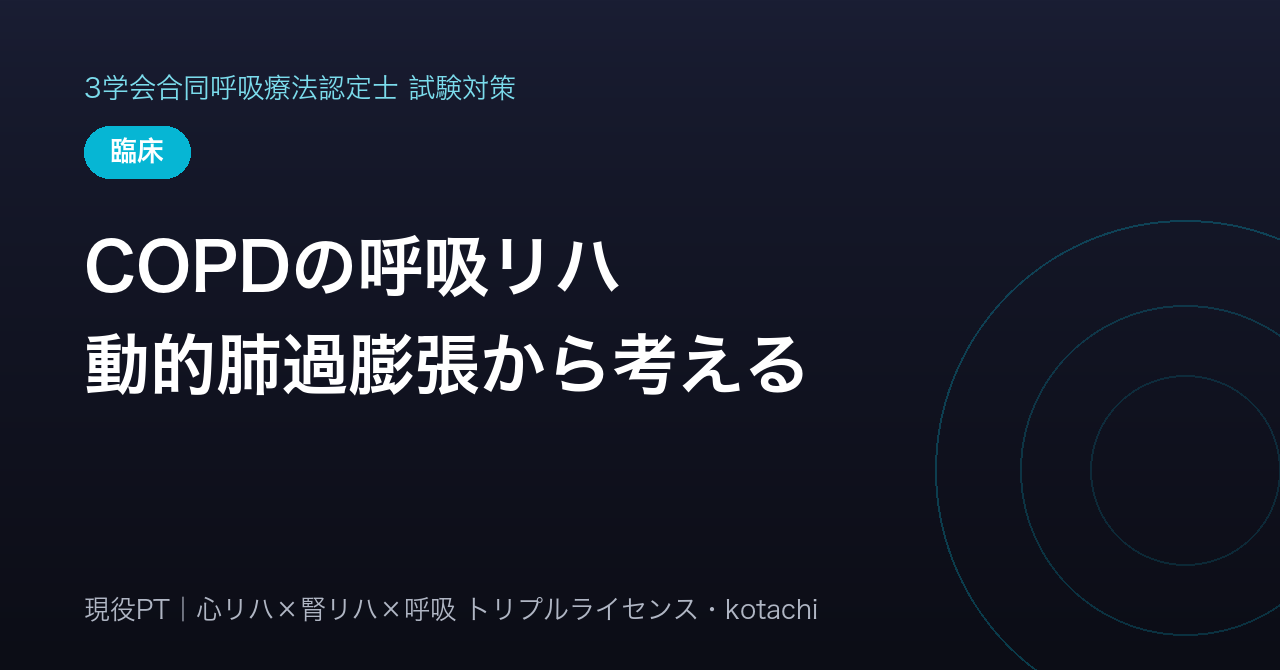 3学会合同呼吸療法認定士 試験対策
臨床
COPDの呼吸リハ
動的肺過膨張から考える
現役PT｜心リハ×腎リハ×呼吸 トリプルライセンス・kotachi